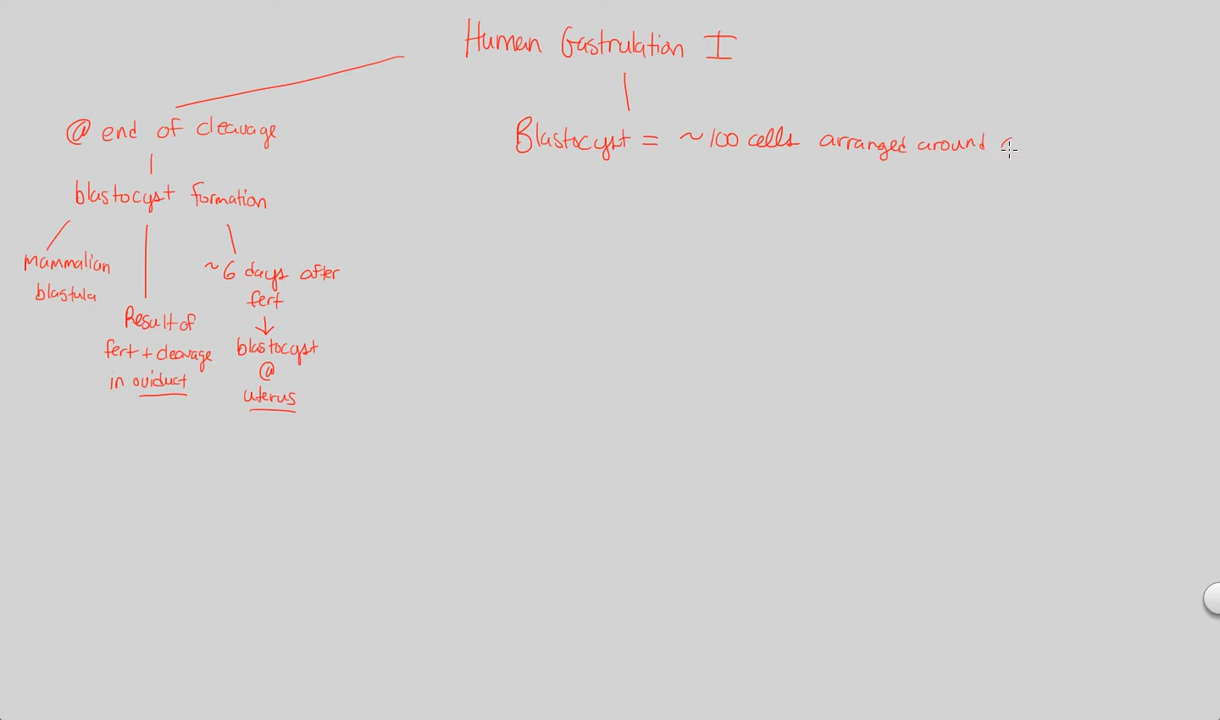 Human Gastrulation I
@ end of cleavage
Blastocyst = ~100 cells arranged around
blastocyst formation
mammalian
blastula
Result of
fert + cleavage
in oviduct
~6 days after
fert
↓
blastocyst
@
uterus